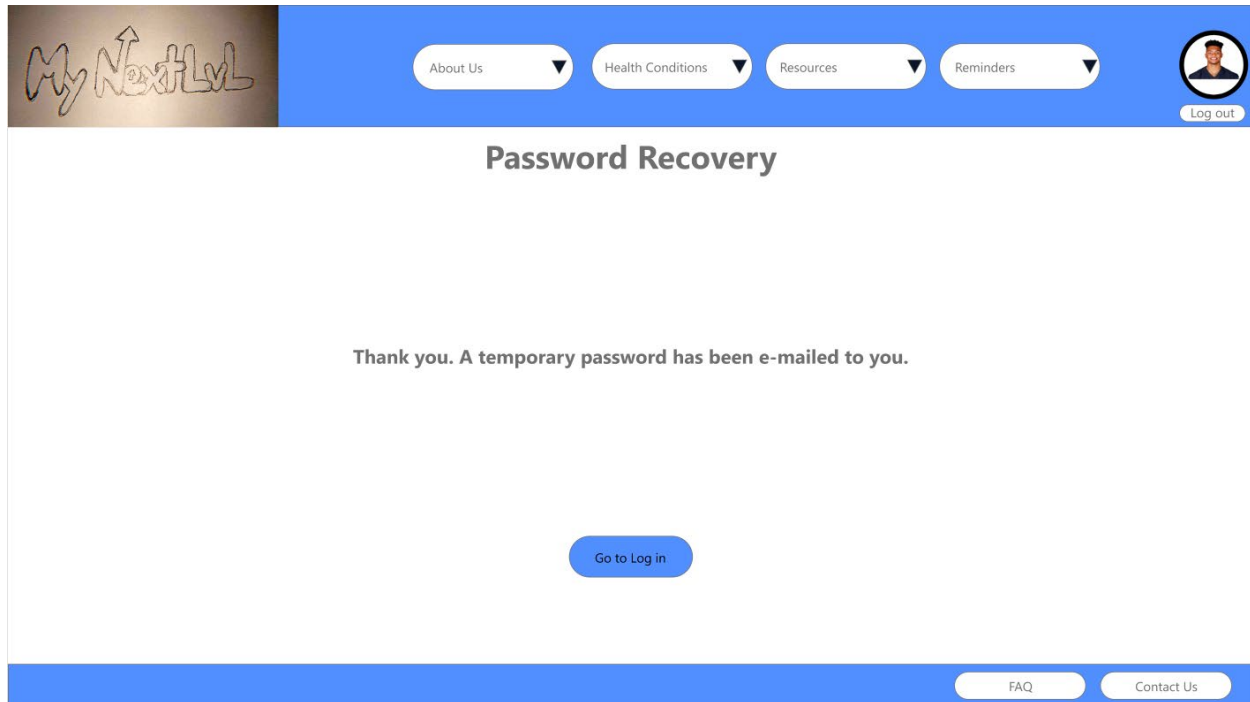 My NextLvL
About Us
Health Conditions
Resources
Reminders
Log out
Password Recovery
Thank you. A temporary password has been e-mailed to you.
Go to Log in
FAQ
Contact Us